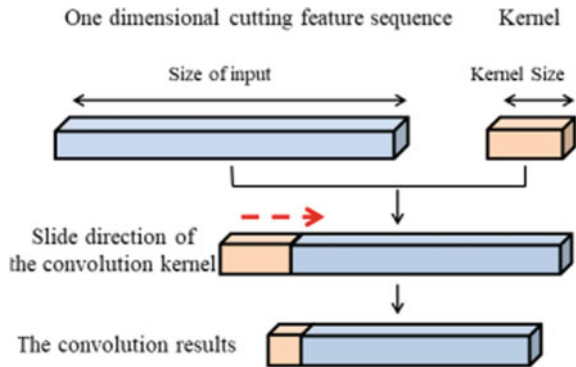 One dimensional cutting feature sequence
Kernel
Size of input
Kernel Size
Slide direction of
the convolution kernel
The convolution results